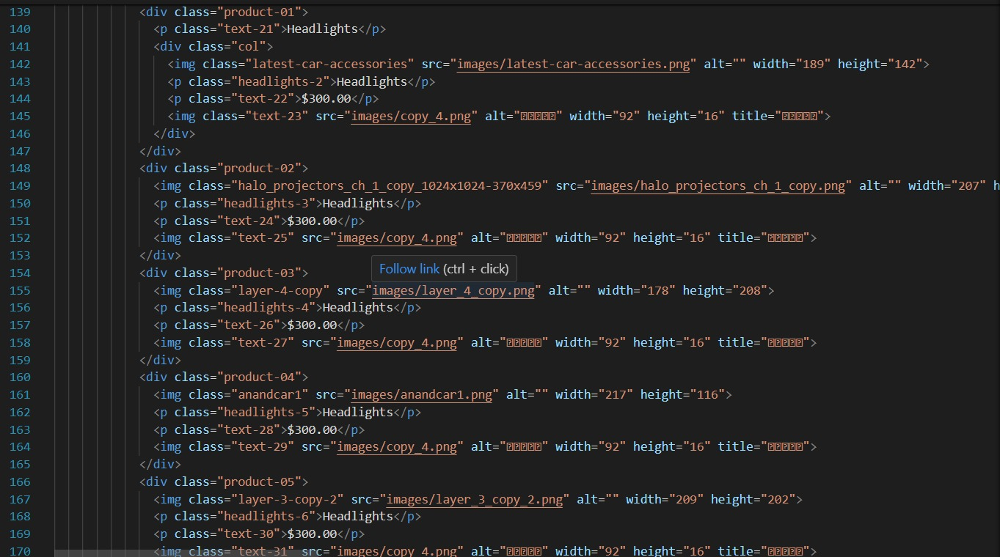 139 <div class="product-01">
140 <p class="text-21">Headlights</p>
141 <div class="col">
142 <img class="latest-car-accessories" src="images/latest-car-accessories.png" alt="" width="189" height="142">
143 <p class="headlights-2">Headlights</p>
144 <p class="text-22">$300.00</p>
145 <img class="text-23" src="images/copy_4.png" alt="" width="92" height="16" title="">
146 </div>
147 </div>
148 <div class="product-02">
149 <img class="halo_projectors_ch_1_copy_1024x1024-370x459" src="images/halo_projectors_ch_1_copy.png" alt="" width="207" h
150 <p class="headlights-3">Headlights</p>
151 <p class="text-24">$300.00</p>
152 <img class="text-25" src="images/copy_4.png" alt="" width="92" height="16" title="">
153 </div>
Follow link (ctrl + click)
154 <div class="product-03">
155 <img class="layer-4-copy" src="images/layer_4_copy.png" alt="" width="178" height="208">
156 <p class="headlights-4">Headlights</p>
157 <p class="text-26">$300.00</p>
158 <img class="text-27" src="images/copy_4.png" alt="" width="92" height="16" title="">
159 </div>
160 <div class="product-04">
161 <img class="anandcar1" src="images/anandcar1.png" alt="" width="217" height="116">
162 <p class="headlights-5">Headlights</p>
163 <p class="text-28">$300.00</p>
164 <img class="text-29" src="images/copy_4.png" alt="" width="92" height="16" title="">
165 </div>
166 <div class="product-05">
167 <img class="layer-3-copy-2" src="images/layer_3_copy_2.png" alt="" width="209" height="202">
168 <p class="headlights-6">Headlights</p>
169 <p class="text-30">$300.00</p>
170 <img class="text-31" src="images/copy_4.png" alt="" width="92" height="16" title="">